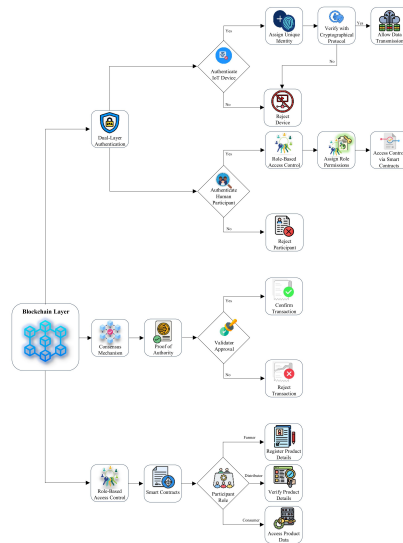 Yes
Assign Unique
Identity
Verify with
Cryptographical
Protocol
Yes
Allow Data
Transmission
Authenticate
IoT Device
No
No
Reject
Device
Dual-Layer
Authentication
Yes
Role-Based
Access Control
Assign Role
Permissions
Access Control
via Smart
Contracts
Authenticate
Human
Participant
No
Reject
Participant
Blockchain Layer
Yes
Confirm
Transaction
Consensus
Mechanism
Proof of
Authority
Validator
Approval
No
Reject
Transaction
Farmer
Register Product
Details
Role-Based
Access Control
Smart Contracts
Participant
Role
Distributor
Verify Product
Details
Consumer
Access Product
Data